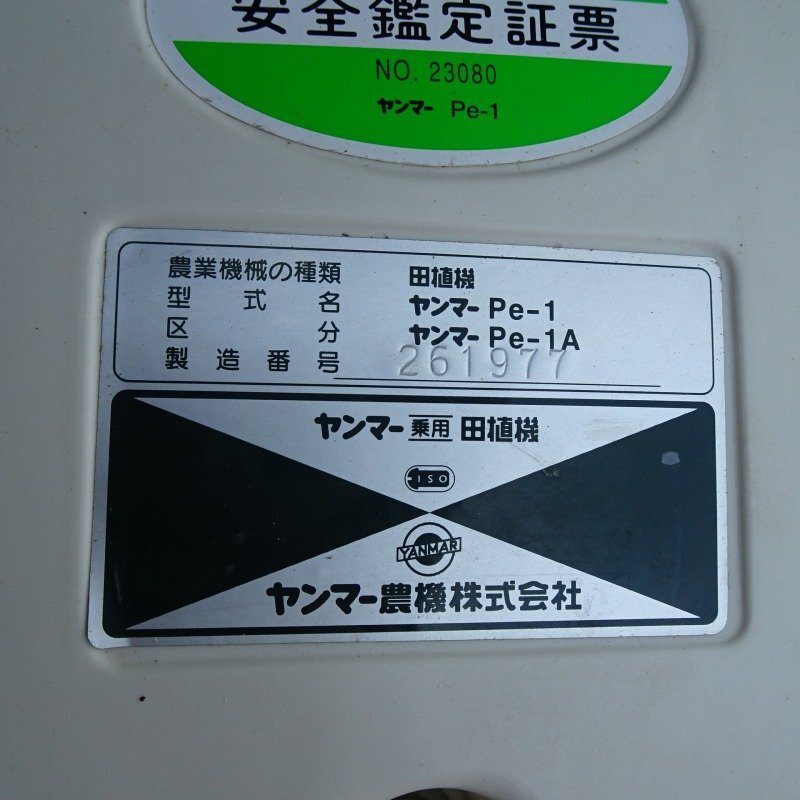 安全鑑定証票
NO. 23080
ヤンマー Pe-1
農業機械の種類 田植機
型式名 ヤンマー Pe-1
区分 ヤンマー Pe-1A
製造番号 261977
ヤンマー 乗用 田植機
ISO
YANMAR
ヤンマー農機株式会社